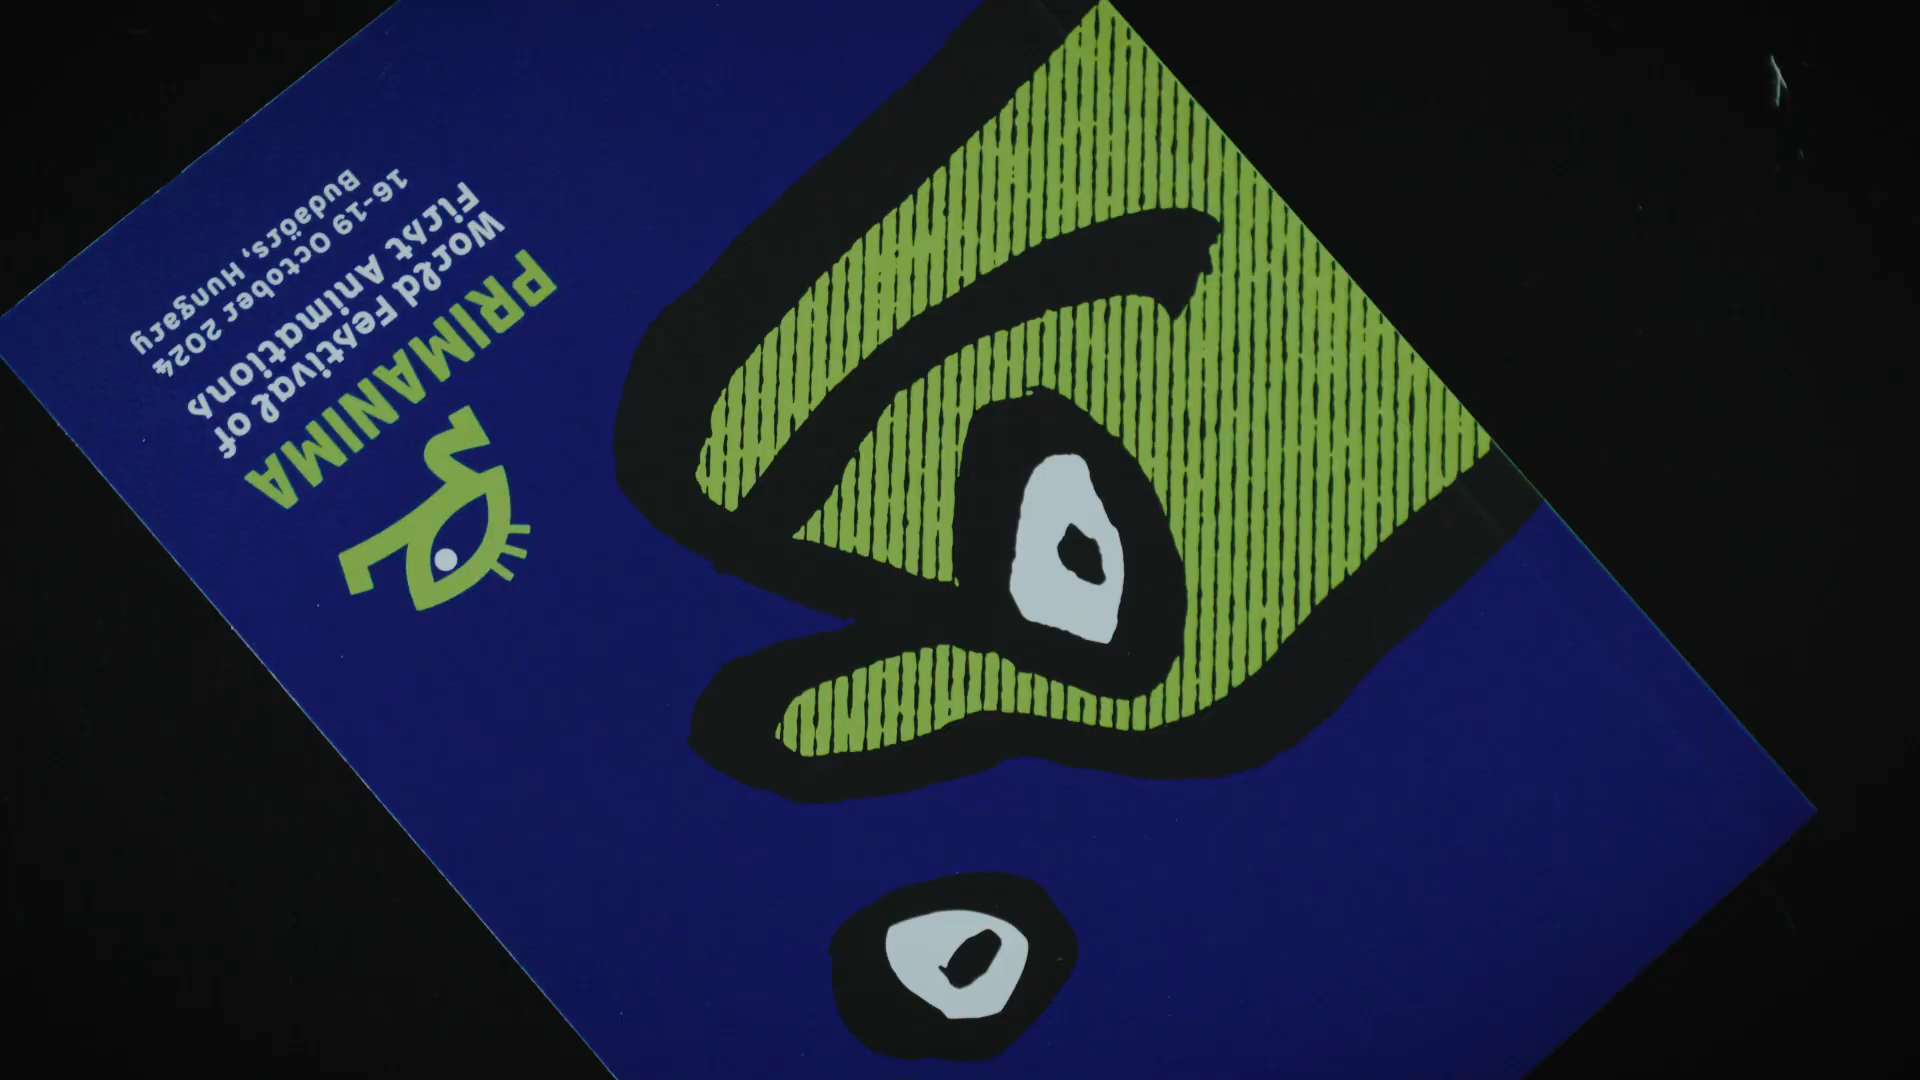 PRIMANIMA
World Festival of
First Animations
16-19 October 2024
Budaörs, Hungary